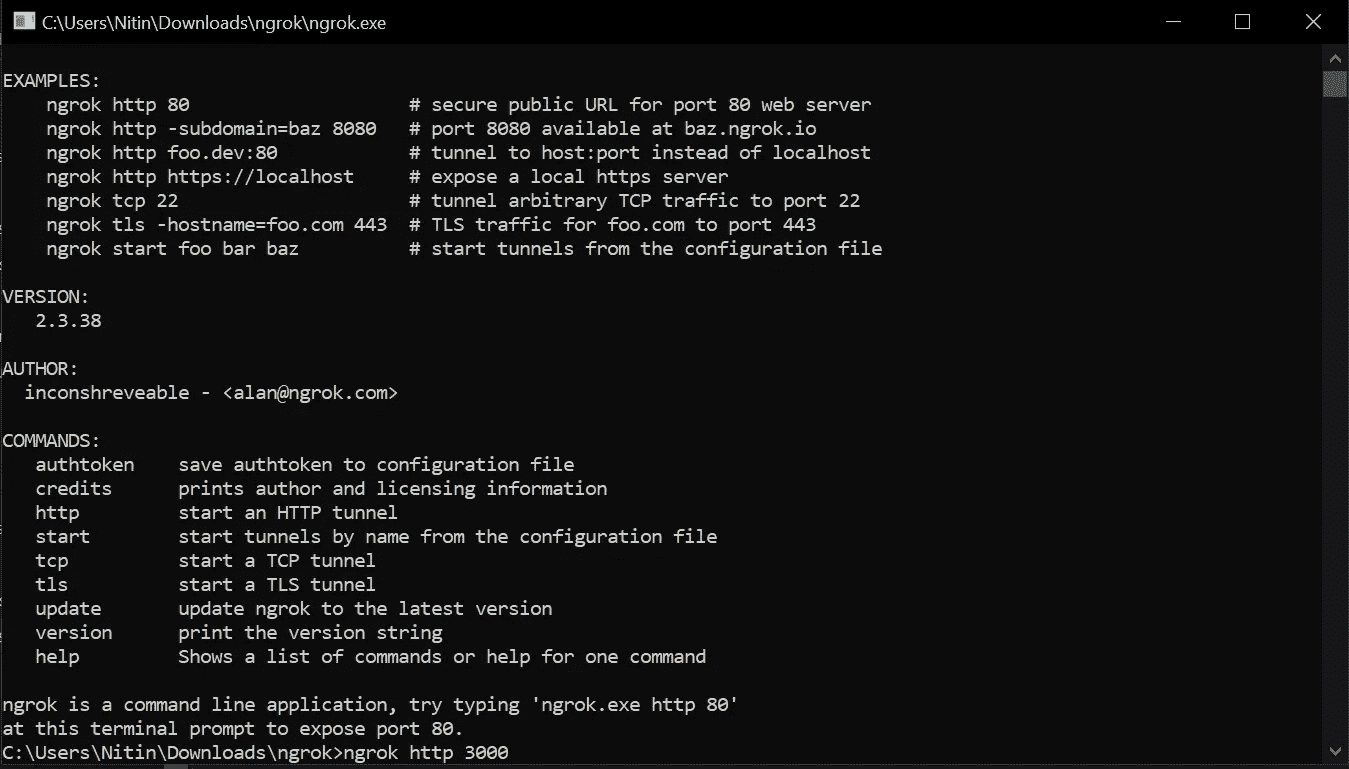 C:\Users\Nitin\Downloads\ngrok\ngrok.exe
EXAMPLES:
    ngrok http 80                    # secure public URL for port 80 web server
    ngrok http -subdomain=baz 8080   # port 8080 available at baz.ngrok.io
    ngrok http foo.dev:80            # tunnel to host:port instead of localhost
    ngrok http https://localhost     # expose a local https server
    ngrok tcp 22                     # tunnel arbitrary TCP traffic to port 22
    ngrok tls -hostname=foo.com 443  # TLS traffic for foo.com to port 443
    ngrok start foo bar baz          # start tunnels from the configuration file
VERSION:
   2.3.38
AUTHOR:
  inconshreveable - <alan@ngrok.com>
COMMANDS:
   authtoken    save authtoken to configuration file
   credits      prints author and licensing information
   http         start an HTTP tunnel
   start        start tunnels by name from the configuration file
   tcp          start a TCP tunnel
   tls          start a TLS tunnel
   update       update ngrok to the latest version
   version      print the version string
   help         Shows a list of commands or help for one command
ngrok is a command line application, try typing 'ngrok.exe http 80'
at this terminal prompt to expose port 80.
C:\Users\Nitin\Downloads\ngrok>ngrok http 3000